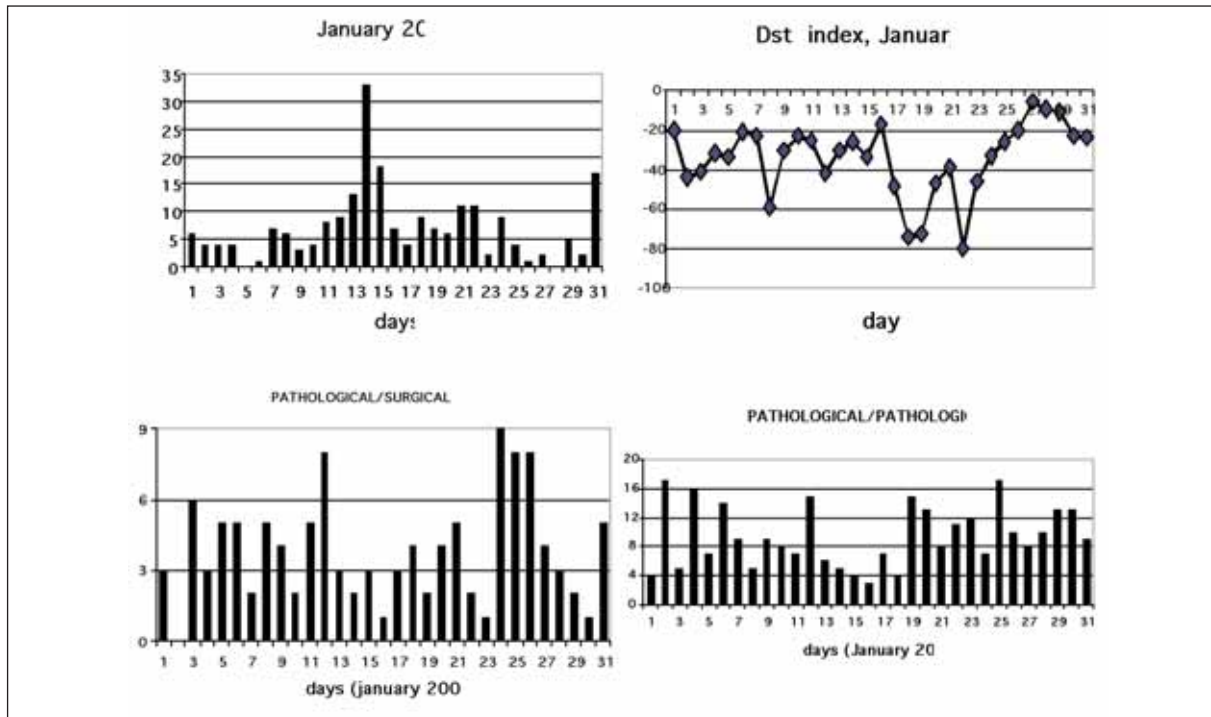 January 20
35
30
25
20
15
10
5
0
1 3 5 7 9 11 13 15 17 19 21 23 25 27 29 31
days
Dst index, Januar
0
-20
-40
-60
-80
-100
1 3 5 7 9 11 13 15 17 19 21 23 25 27 29 31
day
PATHOLOGICAL/SURGICAL
9
6
3
0
1 3 5 7 9 11 13 15 17 19 21 23 25 27 29 31
days (january 200
PATHOLOGICAL/PATHOLOGI
20
16
12
8
4
0
1 3 5 7 9 11 13 15 17 19 21 23 25 27 29 31
days (January 20